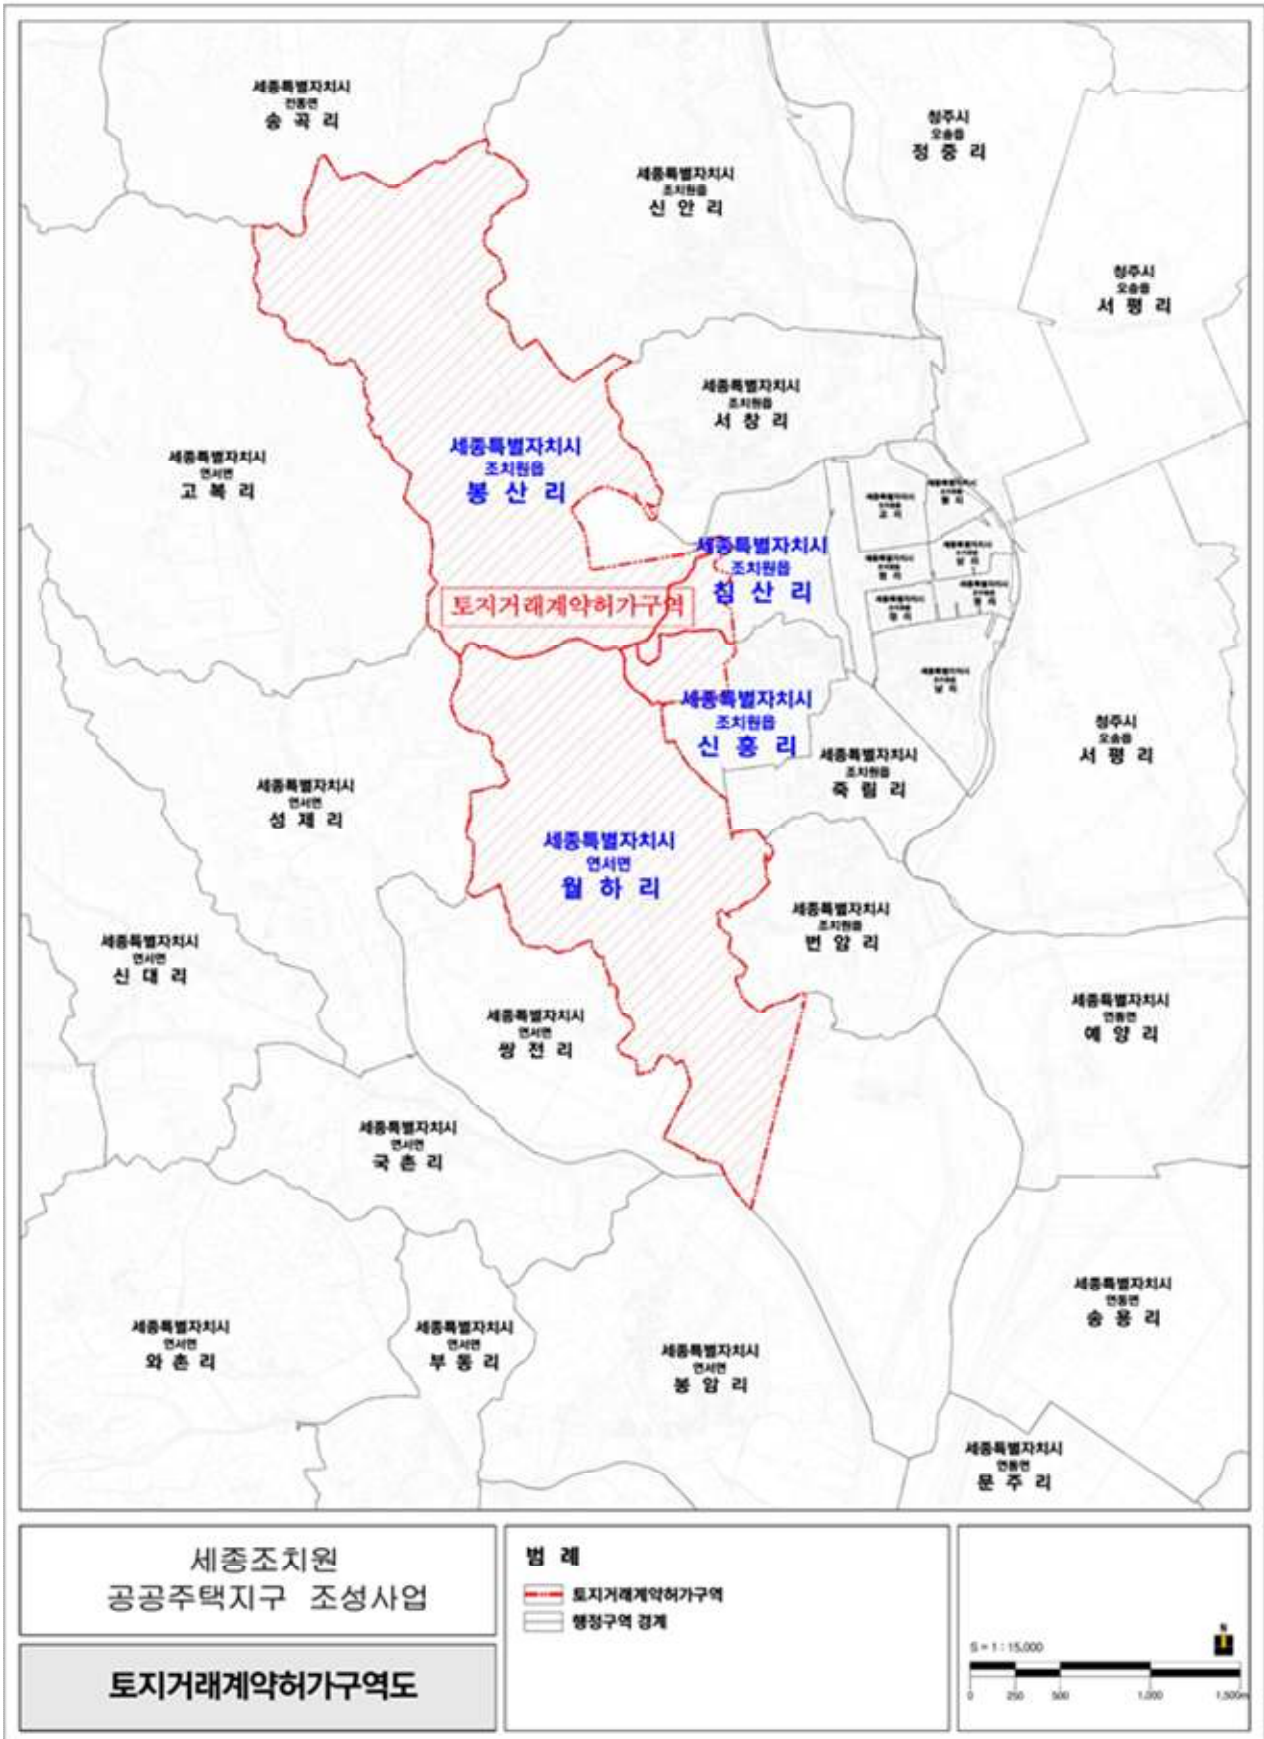 세종특별자치시
전동면
송 곡 리
청주시
오송읍
정 중 리
세종특별자치시
조치원읍
신 안 리
청주시
오송읍
서 평 리
세종특별자치시
조치원읍
서 창 리
세종특별자치시
연서면
고 복 리
세종특별자치시
조치원읍
봉 산 리
세종특별자치시
조치원읍
침 산 리
토지거래계약허가구역
세종특별자치시
조치원읍
신 흥 리
청주시
오송읍
서 평 리
세종특별자치시
조치원읍
죽 림 리
세종특별자치시
연서면
성 제 리
세종특별자치시
연서면
월 하 리
세종특별자치시
조치원읍
번 암 리
세종특별자치시
연서면
신 대 리
세종특별자치시
연서면
쌍 전 리
세종특별자치시
연동면
예 양 리
세종특별자치시
연서면
국 촌 리
세종특별자치시
연동면
송 용 리
세종특별자치시
연서면
와 촌 리
세종특별자치시
연서면
부 동 리
세종특별자치시
연서면
봉 암 리
세종특별자치시
연동면
문 주 리
세종조치원
공공주택지구 조성사업
토지거래계약허가구역도
범 례
토지거래계약허가구역
행정구역 경계
N
S = 1 : 15,000
0 250 500 1,000 1,500m